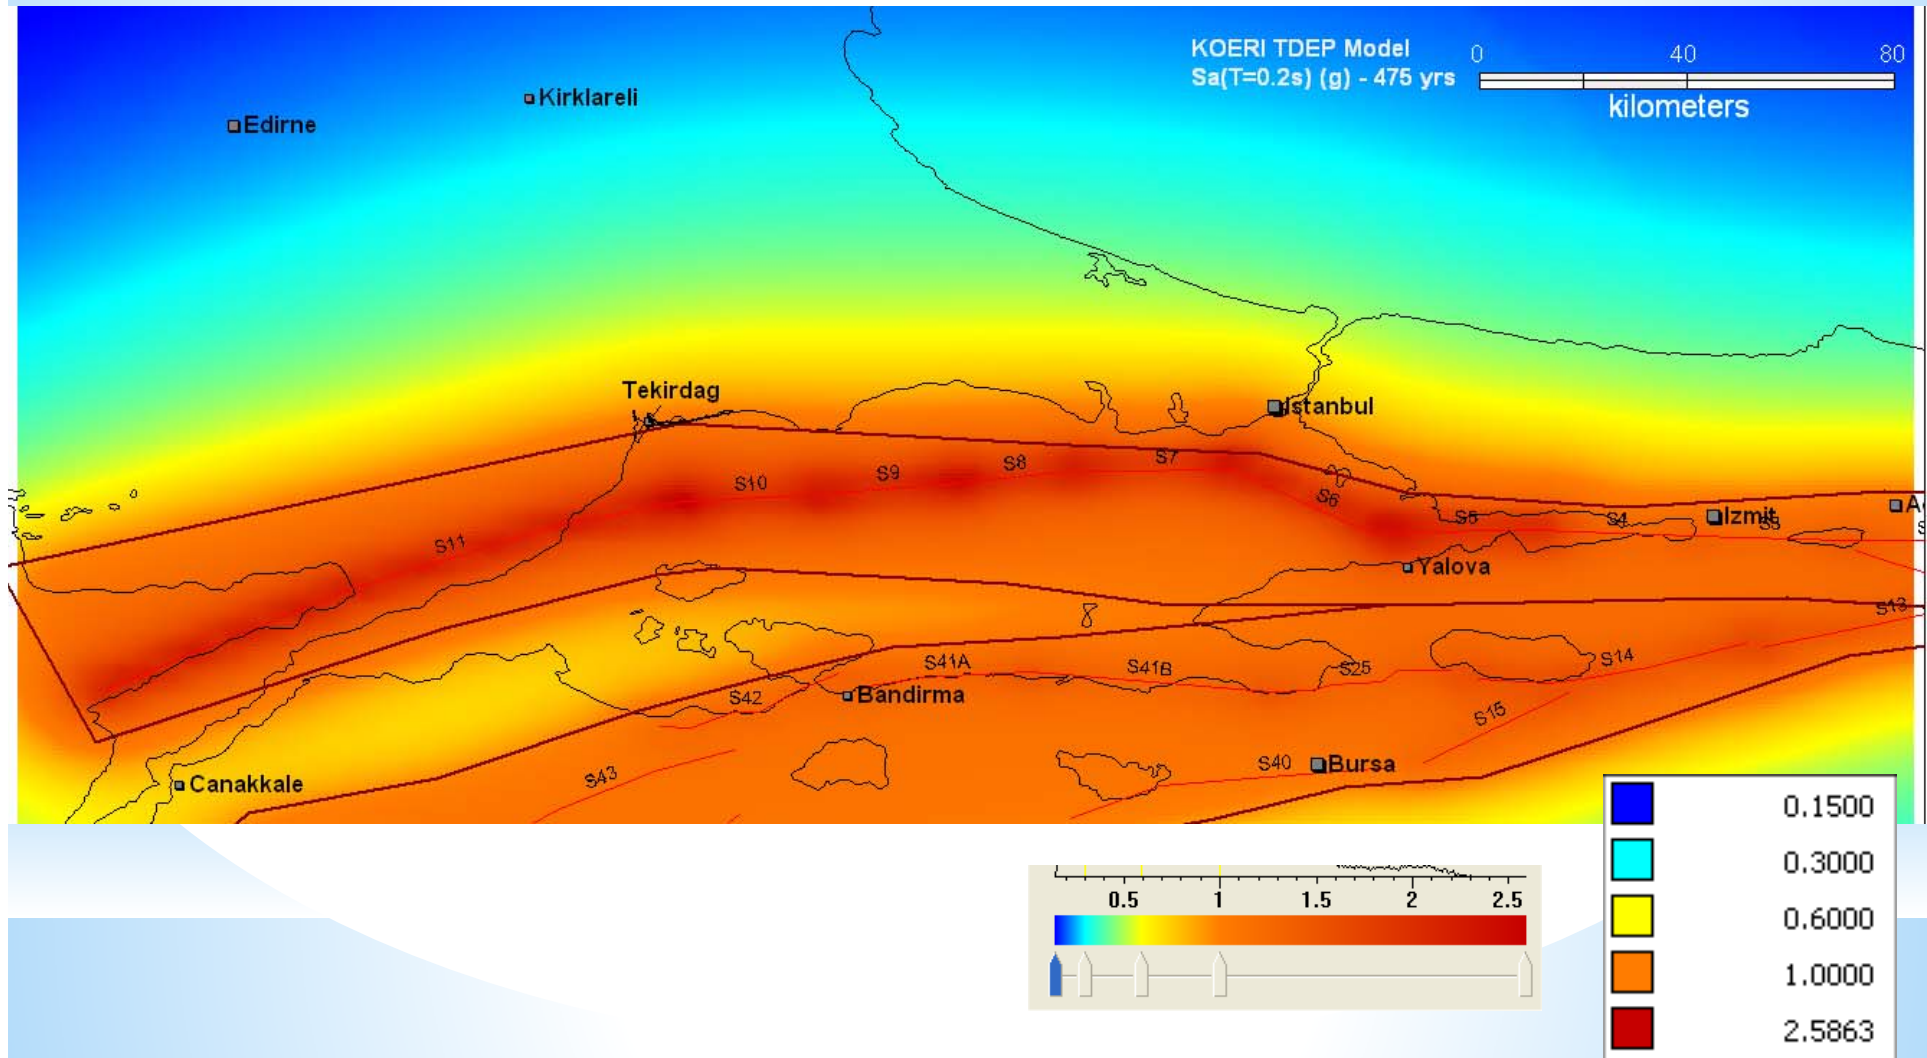 KOERI TDEP Model
Sa(T=0.2s) (g) - 475 yrs
0 40 80
kilometers
Kirklareli
Edirne
Tekirdag
Istanbul
S7
S8
S9
S10
S6
S5
S4
Izmit
S3
S11
Yalova
S13
S14
S41A
S41B
S25
S42
Bandirma
S15
S40
Bursa
S43
Canakkale
0.1500
0.3000
0.6000
1.0000
2.5863
0.5 1 1.5 2 2.5